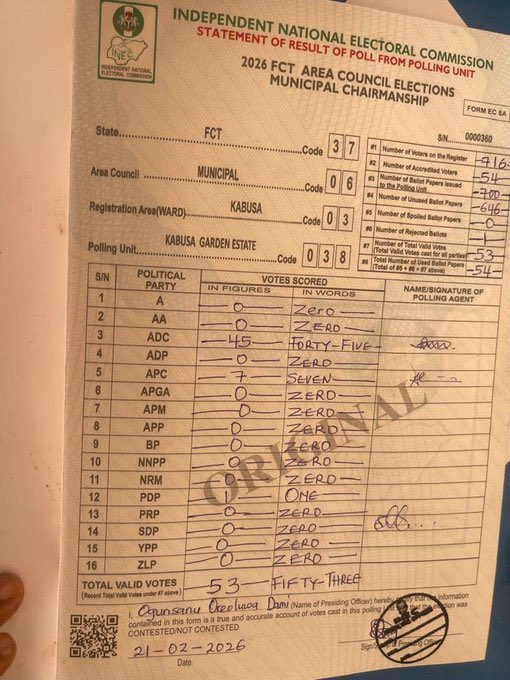 INDEPENDENT NATIONAL ELECTORAL COMMISSION
STATEMENT OF RESULT OF POLL FROM POLLING UNIT
2026 FCT AREA COUNCIL ELECTIONS
MUNICIPAL CHAIRMANSHIP
INEC
INDEPENDENT NATIONAL
ELECTORAL COMMISSION
FORM EC 8A
S/N 0000360
State FCT Code 3 7
Area Council MUNICIPAL Code 0 6
Registration Area(WARD) KABUSA Code 0 3
Polling Unit KABUSA GARDEN ESTATE Code 0 3 8
#1 Number of Voters on the Register 716
#2 Number of Accredited Voters 54
#3 Number of Ballot Papers Issued to the Polling Unit 700
#4 Number of Unused Ballot Papers 646
#5 Number of Spoiled Ballot Papers 0
#6 Number of Rejected Ballots 1
#7 Number of Total Valid Votes (Total Valid Votes cast for all parties) 53
#8 Total Number of Used Ballot Papers (Total of #5 + #6 + #7 above) 54
S/N POLITICAL PARTY VOTES SCORED NAME/SIGNATURE OF POLLING AGENT
IN FIGURES IN WORDS
1 A 0 Zero
2 AA 0 ZERO
3 ADC 45 FORTY-FIVE
4 ADP 0 ZERO
5 APC 7 SEVEN
6 APGA 0 ZERO
7 APM 0 ZERO
8 APP 0 ZERO
9 BP 0 ZERO
10 NNPP 0 ZERO
11 NRM 0 ZERO
12 PDP 1 ONE
13 PRP 0 ZERO
14 SDP 0 ZERO
15 YPP 0 ZERO
16 ZLP 0 ZERO
ORIGINAL
TOTAL VALID VOTES 53 FIFTY THREE
(Record Total Valid Votes under #7 above)
I, Dami (Name of Presiding Officer) hereby certify that the information
contained in this form is a true and accurate account of votes cast in this polling election was
CONTESTED/NOT CONTESTED
21-02-2026
Date
Presiding Officer